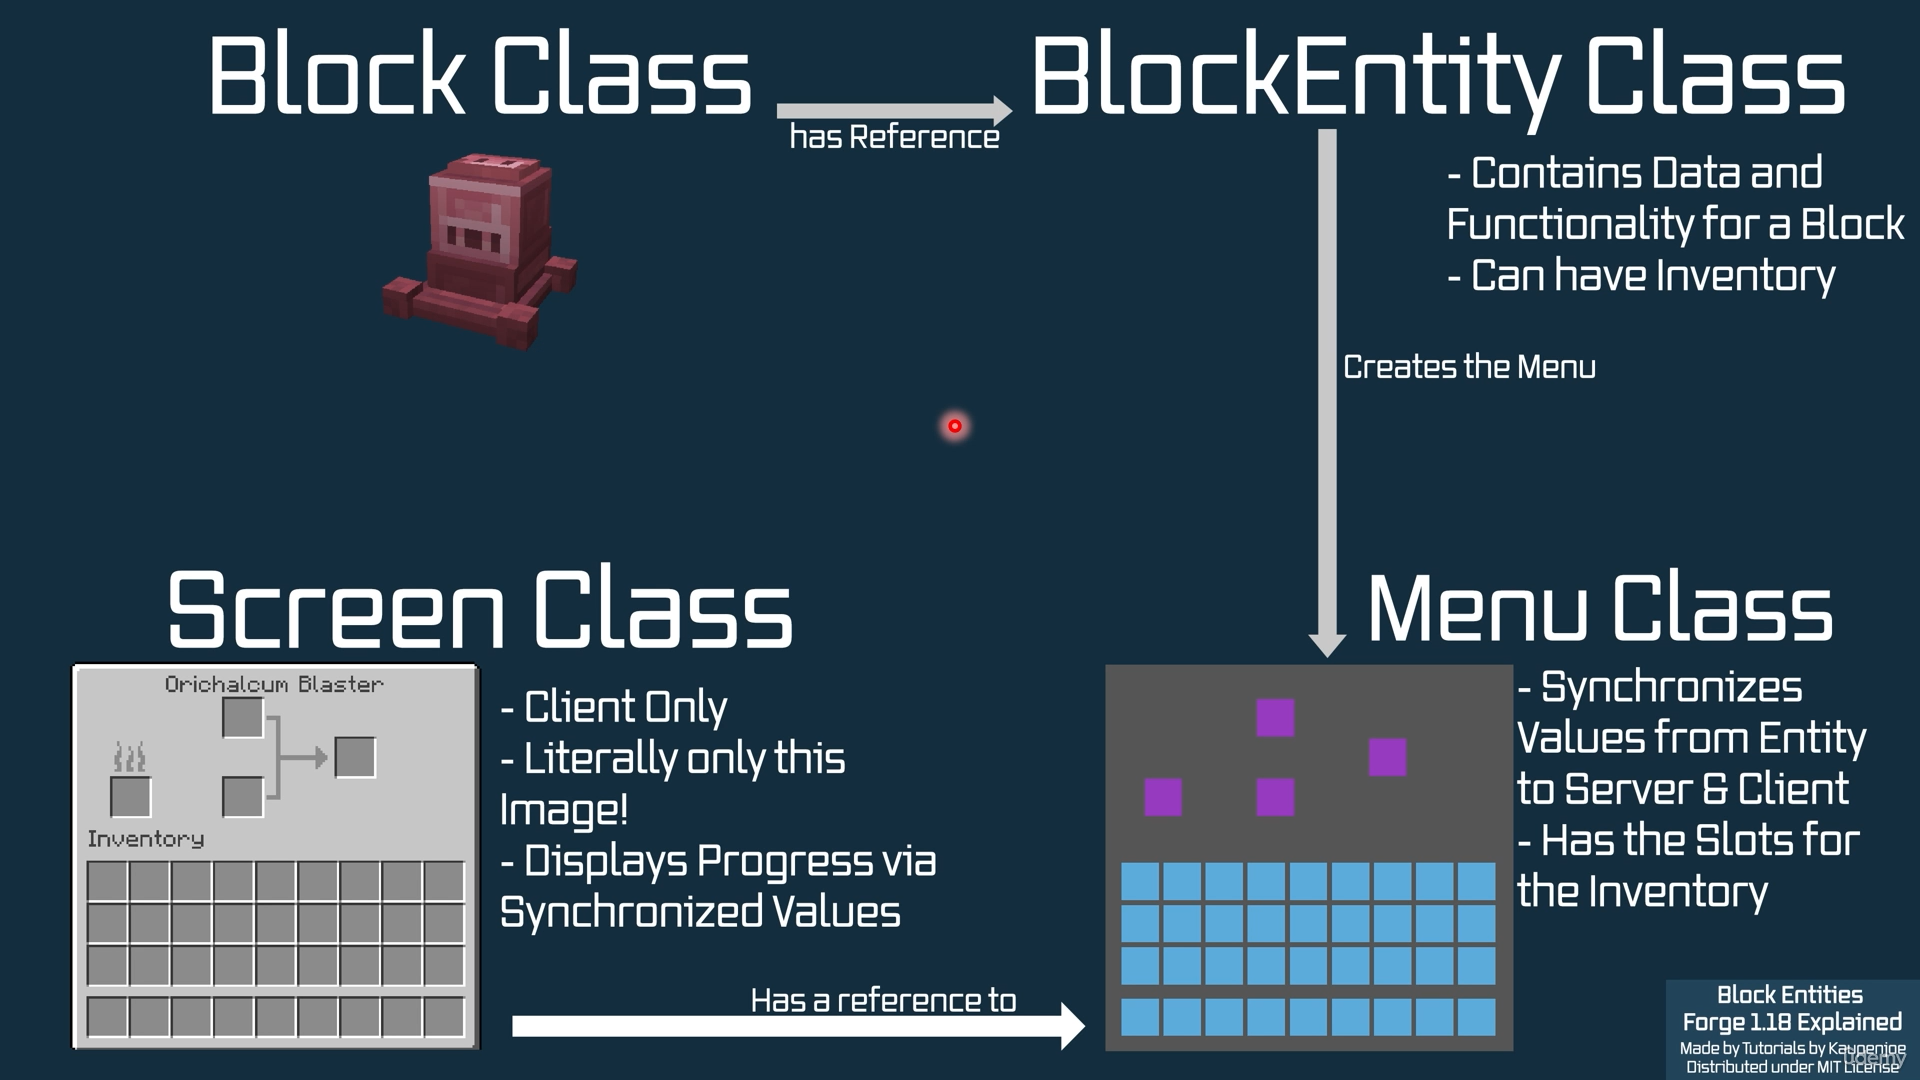 Block Class
has Reference
BlockEntity Class
- Contains Data and
Functionality for a Block
- Can have Inventory
Creates the Menu
Screen Class
Orichalcum Blaster
Inventory
- Client Only
- Literally only this
Image!
- Displays Progress via
Synchronized Values
Has a reference to
Menu Class
- Synchronizes
Values from Entity
to Server & Client
- Has the Slots for
the Inventory
Block Entities
Forge 1.18 Explained
Made by Tutorials by Kaupenjoe
Distributed under MIT License
udemy